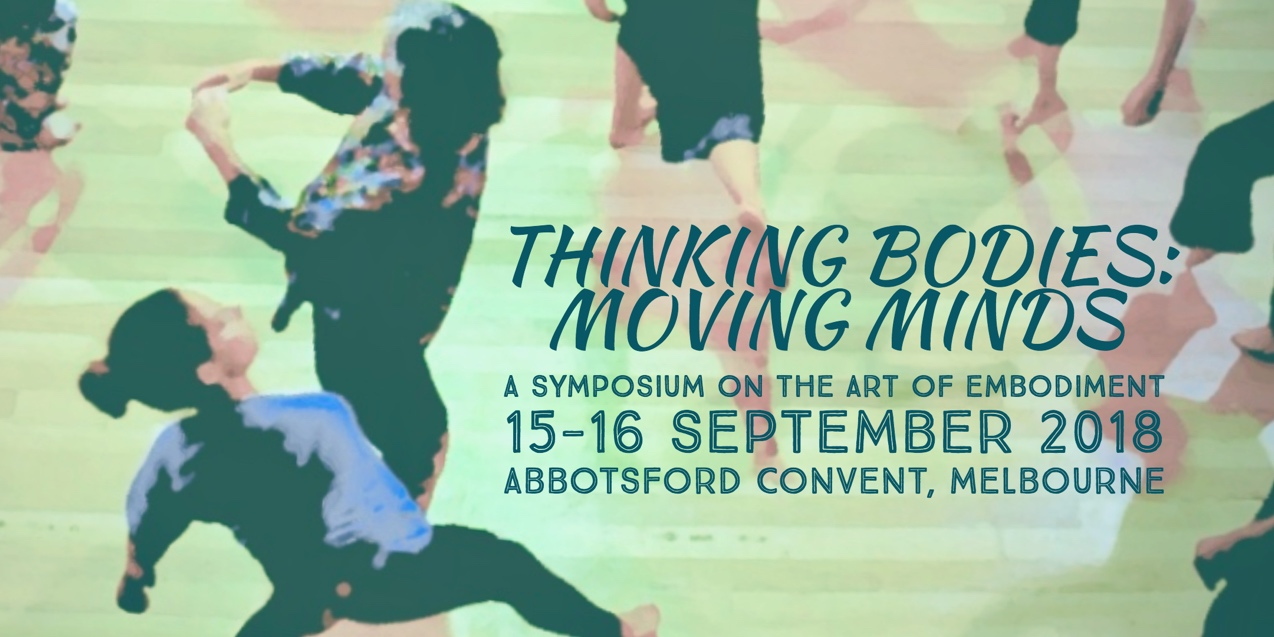 THINKING BODIES:
MOVING MINDS
A SYMPOSIUM ON THE ART OF EMBODIMENT
15-16 SEPTEMBER 2018
ABBOTSFORD CONVENT, MELBOURNE